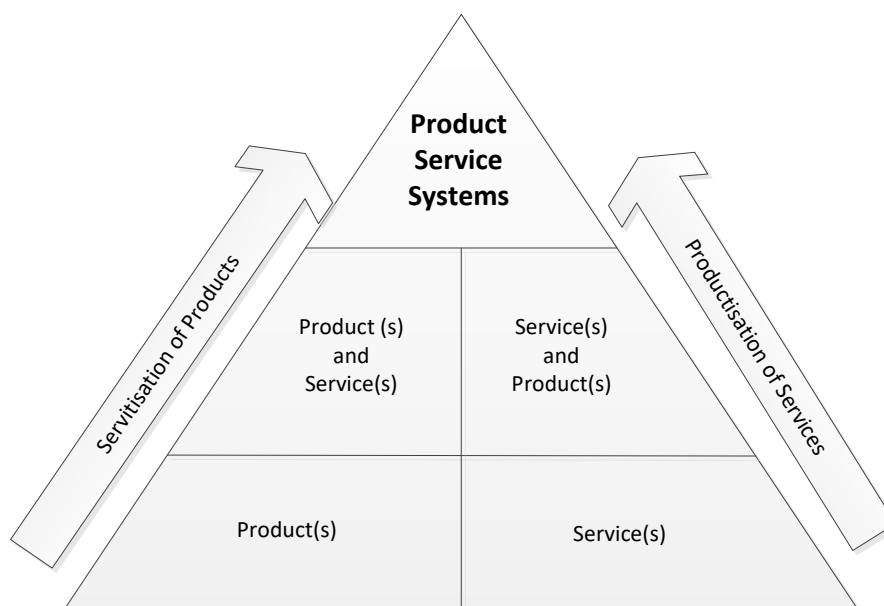 Product
Service
Systems
Servitisation of Products
Productisation of Services
Product (s)
and
Service(s)
Service(s)
and
Product(s)
Product(s)
Service(s)